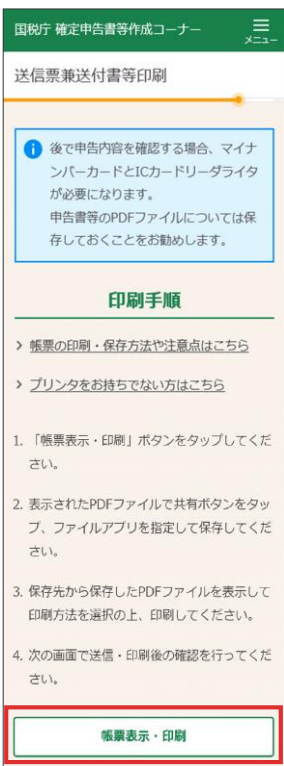 国税庁 確定申告書等作成コーナー
メニュー
送信票兼送付書等印刷
後で申告内容を確認する場合、マイナ
ンバーカードとICカードリーダライタ
が必要になります。
申告書等のPDFファイルについては保
存しておくことをお勧めします。
印刷手順
帳票の印刷・保存方法や注意点はこちら
プリンタをお持ちでない方はこちら
1. 「帳票表示・印刷」ボタンをタップしてくだ
さい。
2. 表示されたPDFファイルで共有ボタンをタッ
プ、ファイルアプリを指定して保存してくだ
さい。
3. 保存先から保存したPDFファイルを表示して
印刷方法を選択の上、印刷してください。
4. 次の画面で送信・印刷後の確認を行ってくだ
さい。
帳票表示・印刷